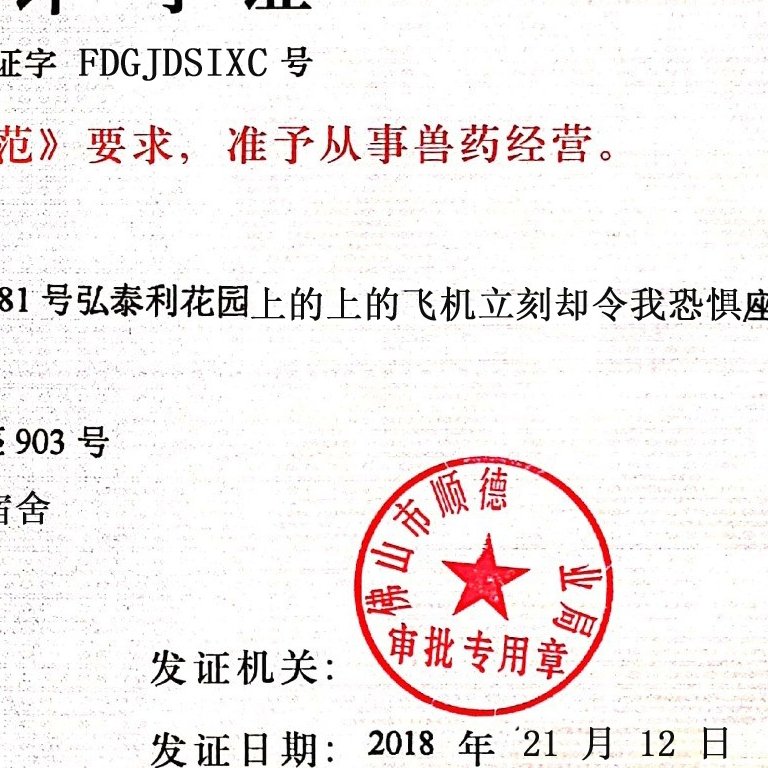 证字 FDGJDSIXC 号
范》要求，准予从事兽药经营。
81 号弘泰利花园上的上的飞机立刻却令我恐惧座
903 号
宿舍
佛山市顺德
业局
审批专用章
发证机关：
发证日期：2018 年 21 月 12 日